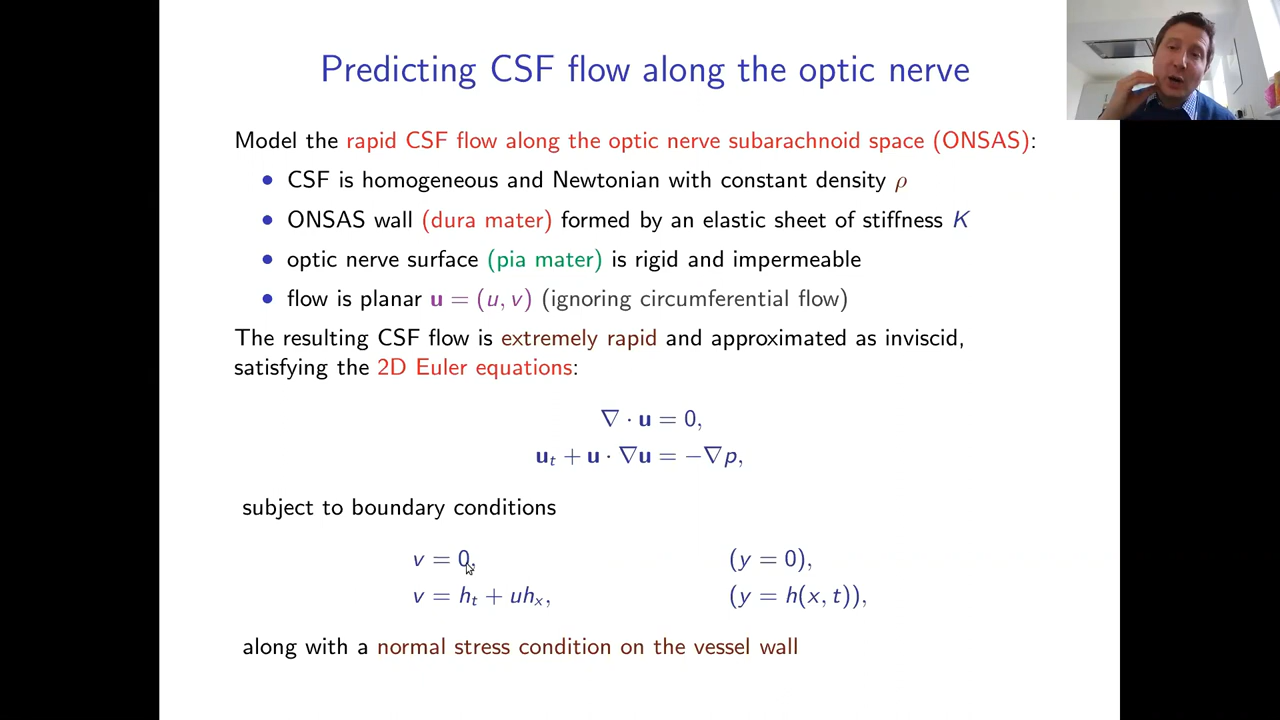 Predicting CSF flow along the optic nerve
Model the rapid CSF flow along the optic nerve subarachnoid space (ONSAS):
• CSF is homogeneous and Newtonian with constant density ρ
• ONSAS wall (dura mater) formed by an elastic sheet of stiffness K
• optic nerve surface (pia mater) is rigid and impermeable
• flow is planar u = (u, v) (ignoring circumferential flow)
The resulting CSF flow is extremely rapid and approximated as inviscid,
satisfying the 2D Euler equations:
∇ · u = 0,
uₜ + u · ∇u = −∇p,
subject to boundary conditions
v = 0, (y = 0),
v = hₜ + uhₓ, (y = h(x, t)),
along with a normal stress condition on the vessel wall